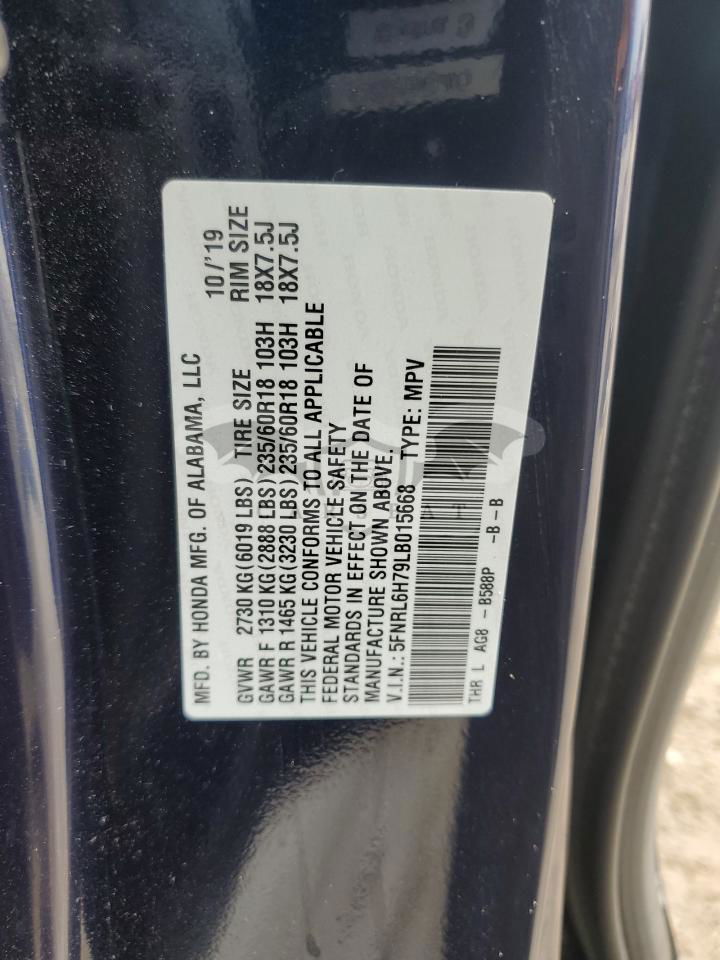 MFD. BY HONDA MFG. OF ALABAMA, LLC 10/'19
GVWR 2730 KG(6019 LBS) TIRE SIZE RIM SIZE
GAWR F 1310 KG(2888 LBS)235/60R18 103H 18X7.5J
GAWR R 1465 KG(3230 LBS)235/60R18 103H 18X7.5J
THIS VEHICLE CONFORMS TO ALL APPLICABLE
FEDERAL MOTOR VEHICLE SAFETY
STANDARDS IN EFFECT ON THE DATE OF
MANUFACTURE SHOWN ABOVE.
V.I.N.: 5FNRL6H79LB015668 TYPE: MPV
THR L AG8 - B588P -B-B